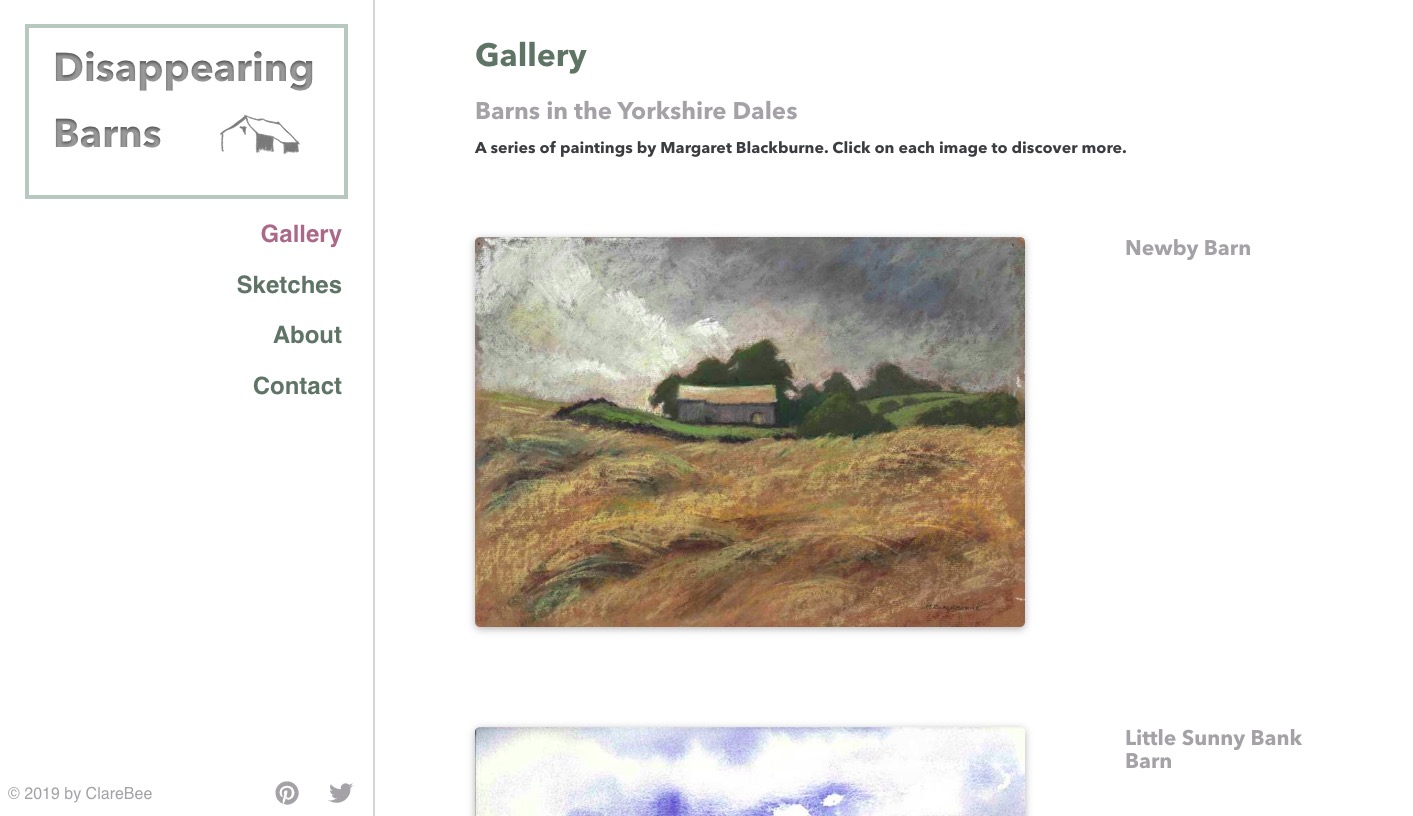 Disappearing
Barns
Gallery
Sketches
About
Contact
© 2019 by ClareBee
Gallery
Barns in the Yorkshire Dales
A series of paintings by Margaret Blackburne. Click on each image to discover more.
Newby Barn
Little Sunny Bank
Barn